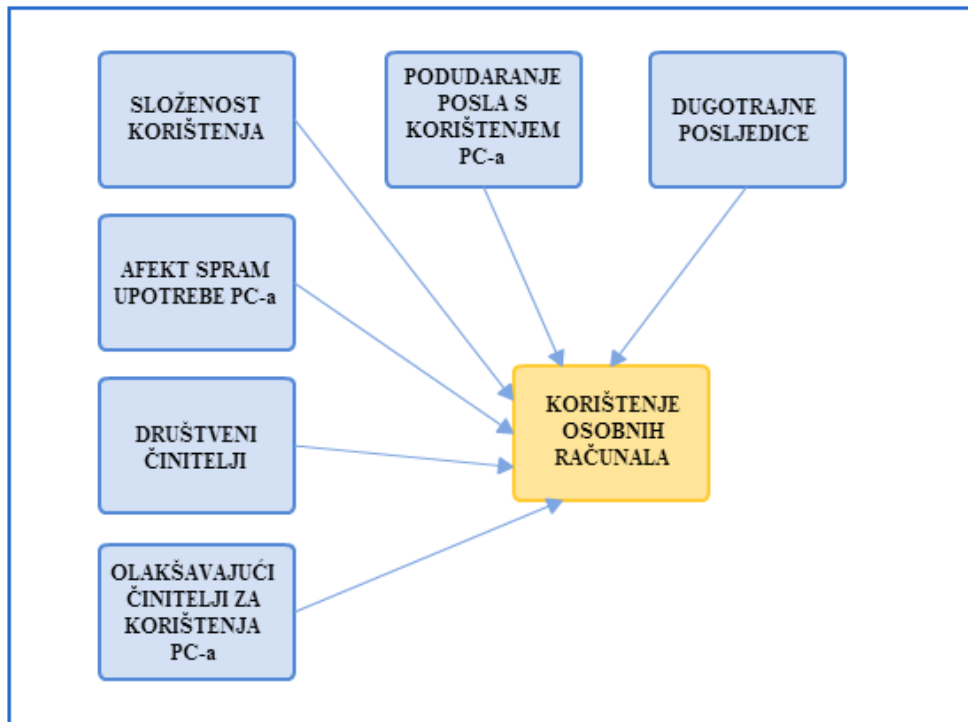 SLOŽENOST
KORIŠTENJA
PODUDARANJE
POSLA S
KORIŠTENJEM
PC-a
DUGOTRAJNE
POSLJEDICE
AFEKT SPRAM
UPOTREBE PC-a
DRUŠTVENI
ČINITELJI
KORIŠTENJE
OSOBNIH
RAČUNALA
OLAKŠAVAJUĆI
ČINITELJI ZA
KORIŠTENJA
PC-a